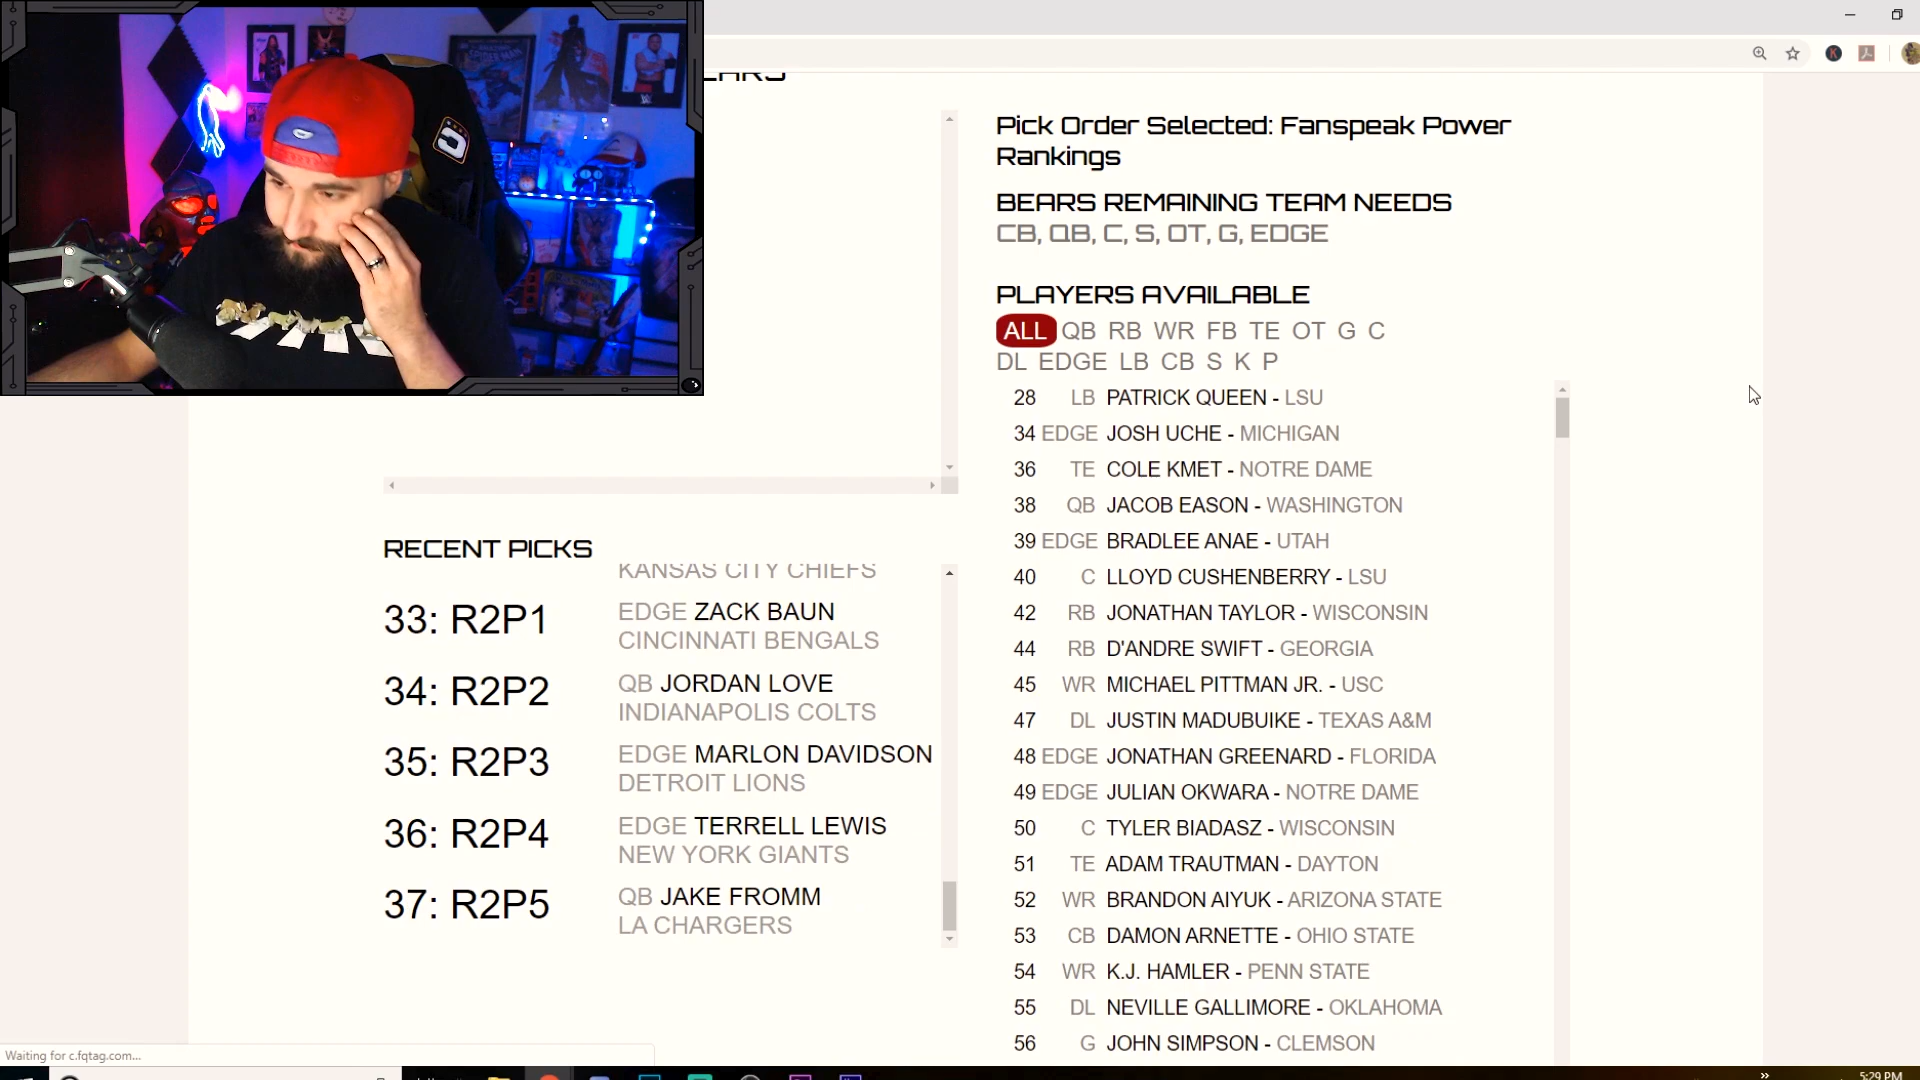 Pick Order Selected: Fanspeak Power
Rankings
BEARS REMAINING TEAM NEEDS
CB, QB, C, S, OT, G, EDGE
PLAYERS AVAILABLE
ALL QB RB WR FB TE OT G C
DL EDGE LB CB S K P
28 LB PATRICK QUEEN - LSU
34 EDGE JOSH UCHE - MICHIGAN
36 TE COLE KMET - NOTRE DAME
38 QB JACOB EASON - WASHINGTON
39 EDGE BRADLEE ANAE - UTAH
40 C LLOYD CUSHENBERRY - LSU
42 RB JONATHAN TAYLOR - WISCONSIN
44 RB D'ANDRE SWIFT - GEORGIA
45 WR MICHAEL PITTMAN JR. - USC
47 DL JUSTIN MADUBUIKE - TEXAS A&M
48 EDGE JONATHAN GREENARD - FLORIDA
49 EDGE JULIAN OKWARA - NOTRE DAME
50 C TYLER BIADASZ - WISCONSIN
51 TE ADAM TRAUTMAN - DAYTON
52 WR BRANDON AIYUK - ARIZONA STATE
53 CB DAMON ARNETTE - OHIO STATE
54 WR K.J. HAMLER - PENN STATE
55 DL NEVILLE GALLIMORE - OKLAHOMA
56 G JOHN SIMPSON - CLEMSON
RECENT PICKS
KANSAS CITY CHIEFS
33: R2P1 EDGE ZACK BAUN
CINCINNATI BENGALS
34: R2P2 QB JORDAN LOVE
INDIANAPOLIS COLTS
35: R2P3 EDGE MARLON DAVIDSON
DETROIT LIONS
36: R2P4 EDGE TERRELL LEWIS
NEW YORK GIANTS
37: R2P5 QB JAKE FROMM
LA CHARGERS
Waiting for c.fqtag.com...
5:29 PM